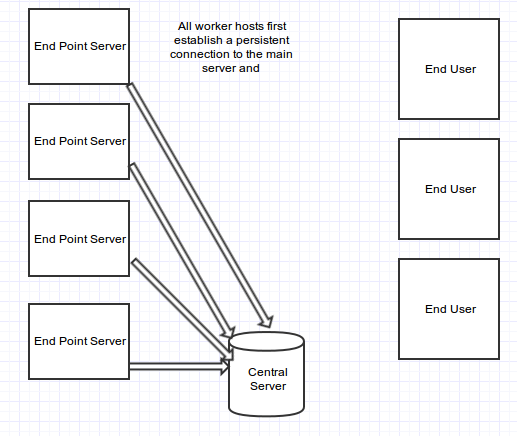 End Point Server
All worker hosts first
establish a persistent
connection to the main
server and
End User
End Point Server
End User
End Point Server
End User
End Point Server
Central
Server